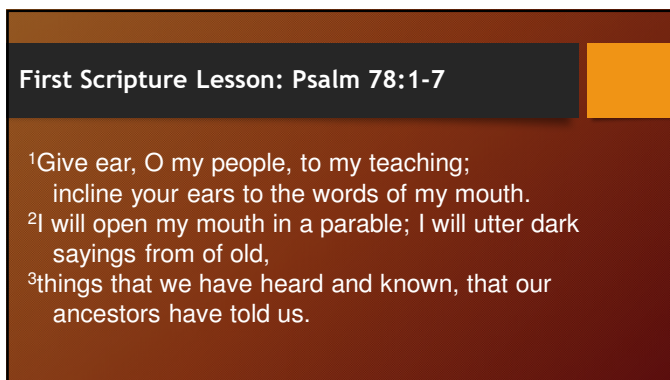 First Scripture Lesson: Psalm 78:1-7
¹Give ear, O my people, to my teaching;
incline your ears to the words of my mouth.
²I will open my mouth in a parable; I will utter dark
sayings from of old,
³things that we have heard and known, that our
ancestors have told us.